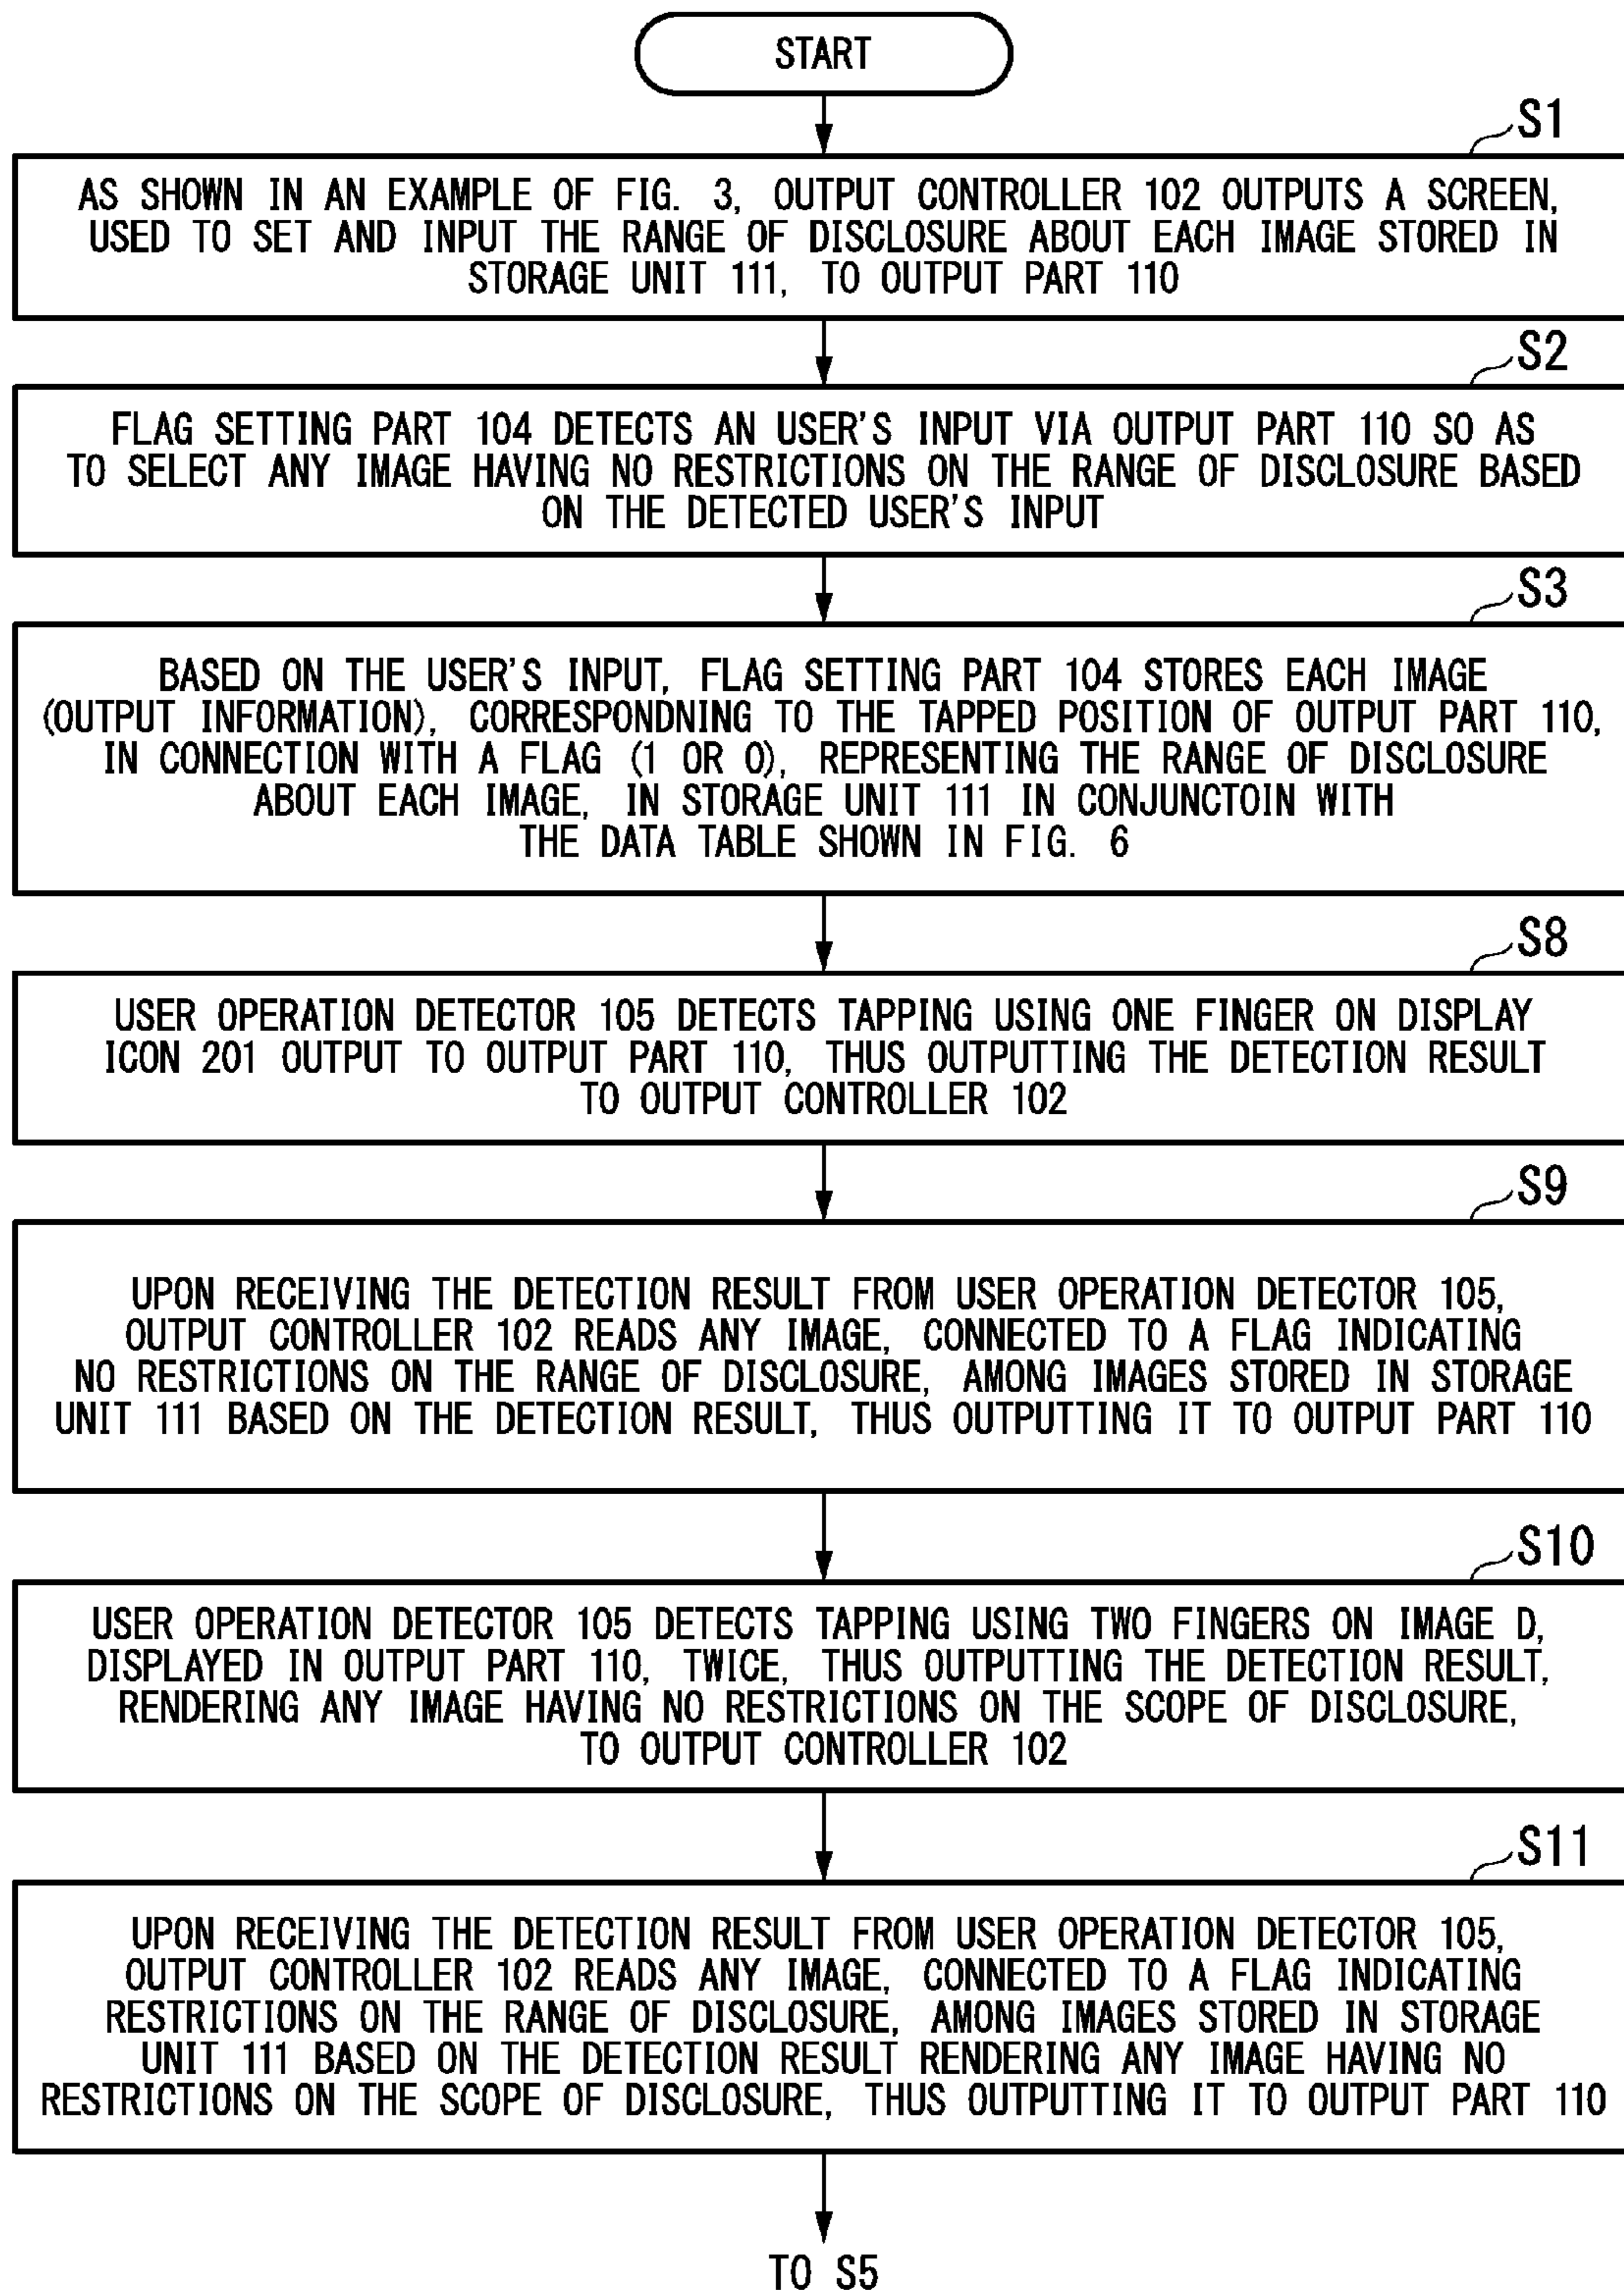 START
S1
AS SHOWN IN AN EXAMPLE OF FIG. 3, OUTPUT CONTROLLER 102 OUTPUTS A SCREEN,
USED TO SET AND INPUT THE RANGE OF DISCLOSURE ABOUT EACH IMAGE STORED IN
STORAGE UNIT 111, TO OUTPUT PART 110
S2
FLAG SETTING PART 104 DETECTS AN USER'S INPUT VIA OUTPUT PART 110 SO AS
TO SELECT ANY IMAGE HAVING NO RESTRICTIONS ON THE RANGE OF DISCLOSURE BASED
ON THE DETECTED USER'S INPUT
S3
BASED ON THE USER'S INPUT, FLAG SETTING PART 104 STORES EACH IMAGE
(OUTPUT INFORMATION), CORRESPONDNING TO THE TAPPED POSITION OF OUTPUT PART 110,
IN CONNECTION WITH A FLAG (1 OR 0), REPRESENTING THE RANGE OF DISCLOSURE
ABOUT EACH IMAGE, IN STORAGE UNIT 111 IN CONJUNCTOIN WITH
THE DATA TABLE SHOWN IN FIG. 6
S8
USER OPERATION DETECTOR 105 DETECTS TAPPING USING ONE FINGER ON DISPLAY
ICON 201 OUTPUT TO OUTPUT PART 110, THUS OUTPUTTING THE DETECTION RESULT
TO OUTPUT CONTROLLER 102
S9
UPON RECEIVING THE DETECTION RESULT FROM USER OPERATION DETECTOR 105,
OUTPUT CONTROLLER 102 READS ANY IMAGE, CONNECTED TO A FLAG INDICATING
NO RESTRICTIONS ON THE RANGE OF DISCLOSURE, AMONG IMAGES STORED IN STORAGE
UNIT 111 BASED ON THE DETECTION RESULT, THUS OUTPUTTING IT TO OUTPUT PART 110
S10
USER OPERATION DETECTOR 105 DETECTS TAPPING USING TWO FINGERS ON IMAGE D,
DISPLAYED IN OUTPUT PART 110, TWICE, THUS OUTPUTTING THE DETECTION RESULT,
RENDERING ANY IMAGE HAVING NO RESTRICTIONS ON THE SCOPE OF DISCLOSURE,
TO OUTPUT CONTROLLER 102
S11
UPON RECEIVING THE DETECTION RESULT FROM USER OPERATION DETECTOR 105,
OUTPUT CONTROLLER 102 READS ANY IMAGE, CONNECTED TO A FLAG INDICATING
RESTRICTIONS ON THE RANGE OF DISCLOSURE, AMONG IMAGES STORED IN STORAGE
UNIT 111 BASED ON THE DETECTION RESULT RENDERING ANY IMAGE HAVING NO
RESTRICTIONS ON THE SCOPE OF DISCLOSURE, THUS OUTPUTTING IT TO OUTPUT PART 110
TO S5